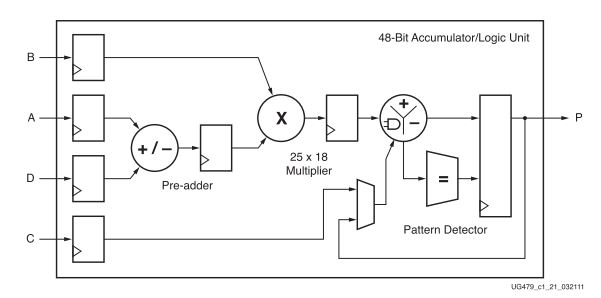 48-Bit Accumulator/Logic Unit
B
A
+
–
P
X
+ / –
D
25 x 18
Multiplier
=
Pre-adder
C
Pattern Detector
UG479_c1_21_032111